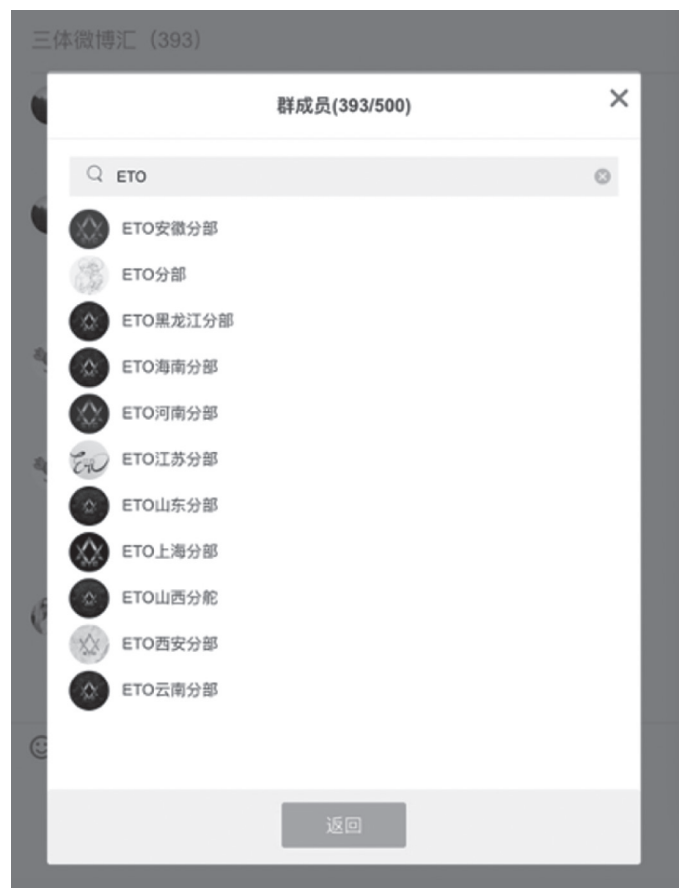 三体微博汇（393）
群成员(393/500)
ETO
ETO安徽分部
ETO分部
ETO黑龙江分部
ETO海南分部
ETO河南分部
ETO江苏分部
ETO山东分部
ETO上海分部
ETO山西分舵
ETO西安分部
ETO云南分部
返回